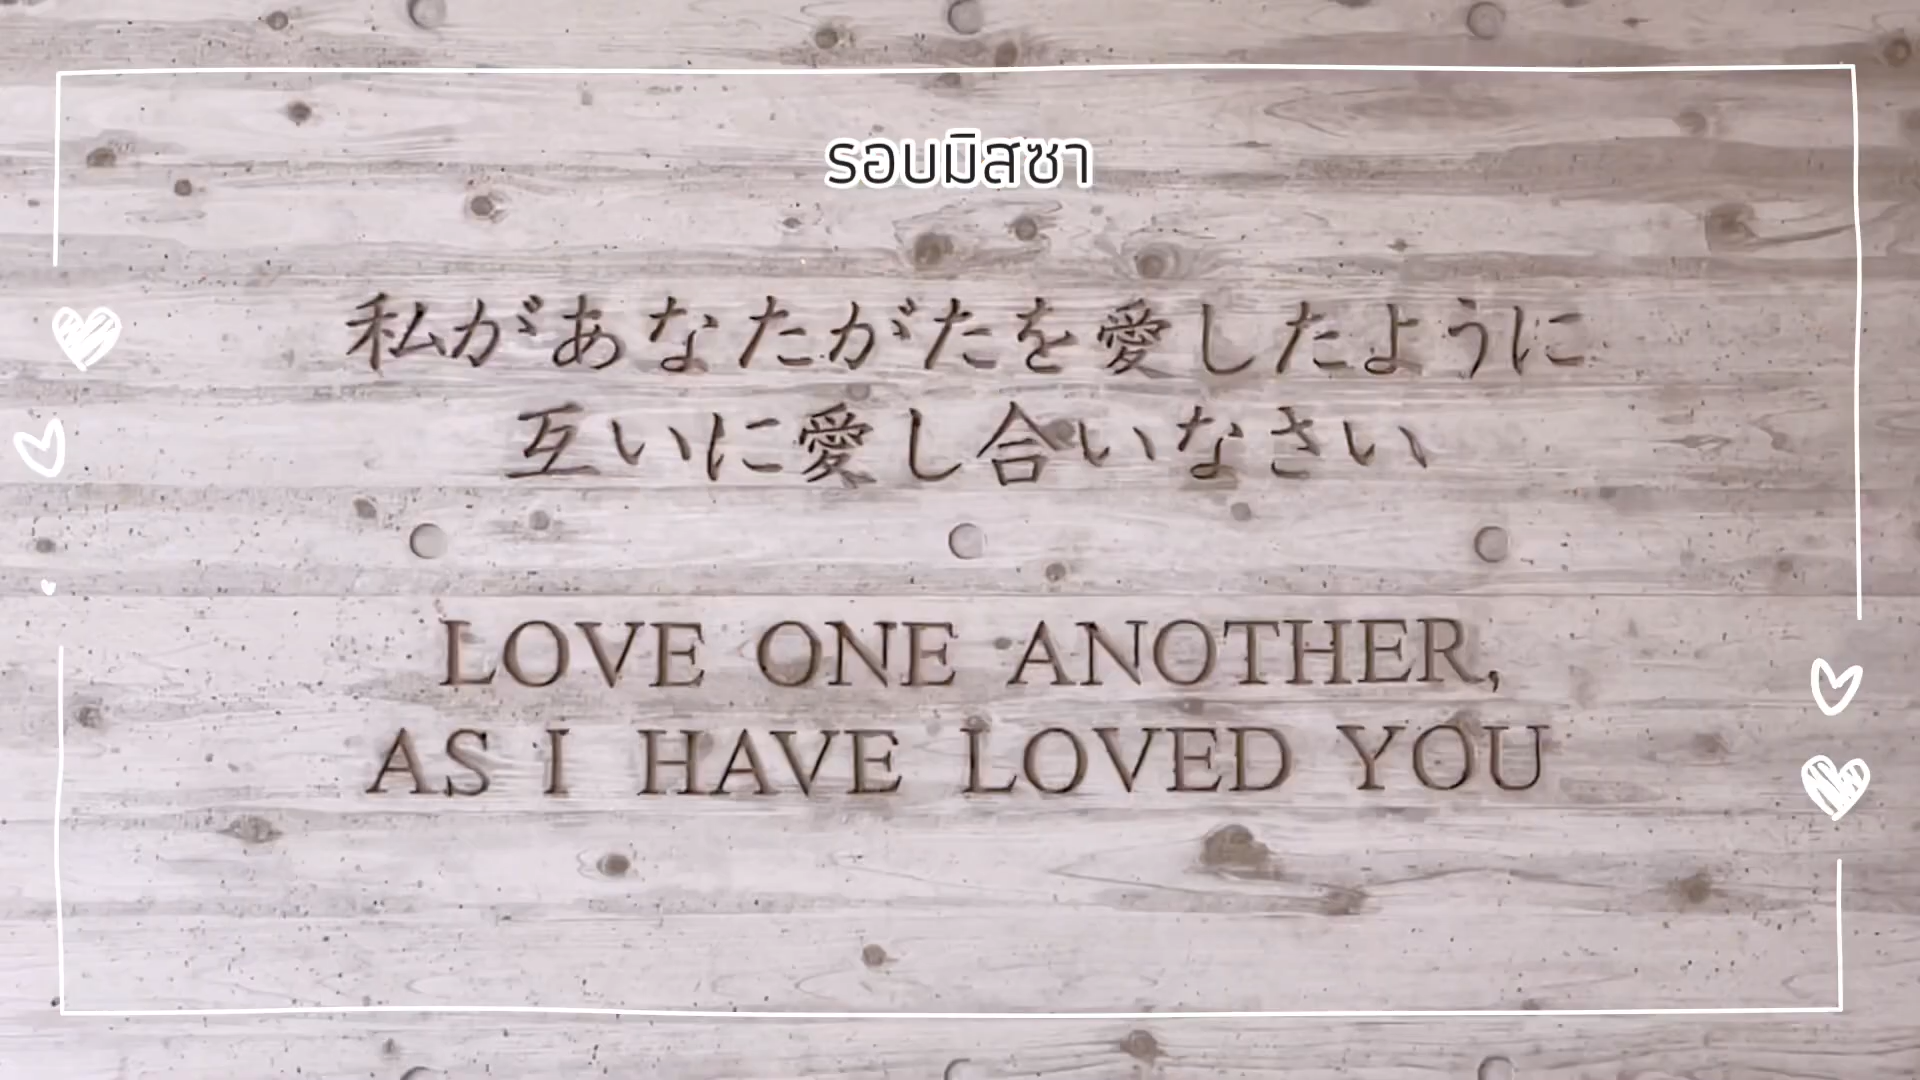 รอบมิสซา
私があなたがたを愛したように
互いに愛し合いなさい
LOVE ONE ANOTHER,
AS I HAVE LOVED YOU